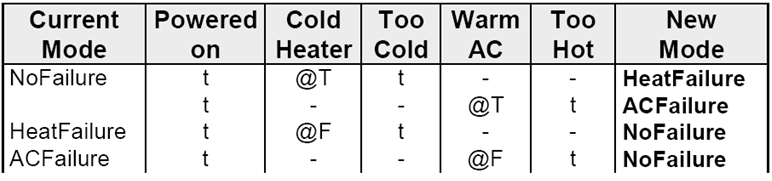 Current Powered Cold Too Warm Too New
Mode on Heater Cold AC Hot Mode
NoFailure t @T t - - HeatFailure
t - - @T t ACFailure
HeatFailure t @F t - - NoFailure
ACFailure t - - @F t NoFailure